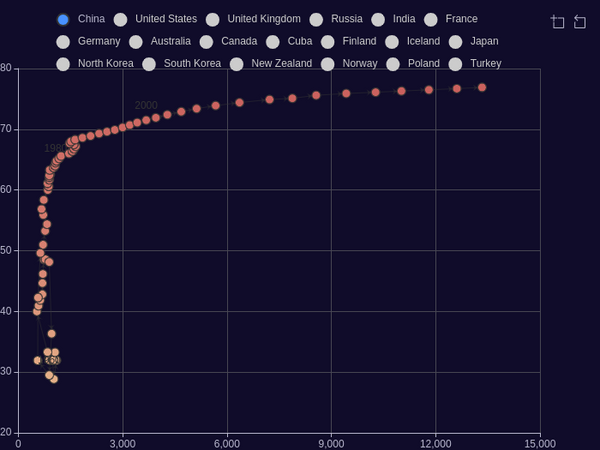 China United States United Kingdom Russia India France
Germany Australia Canada Cuba Finland Iceland Japan
North Korea South Korea New Zealand Norway Poland Turkey
80
2000
70
1980
60
50
40
30
20
0 3,000 6,000 9,000 12,000 15,000